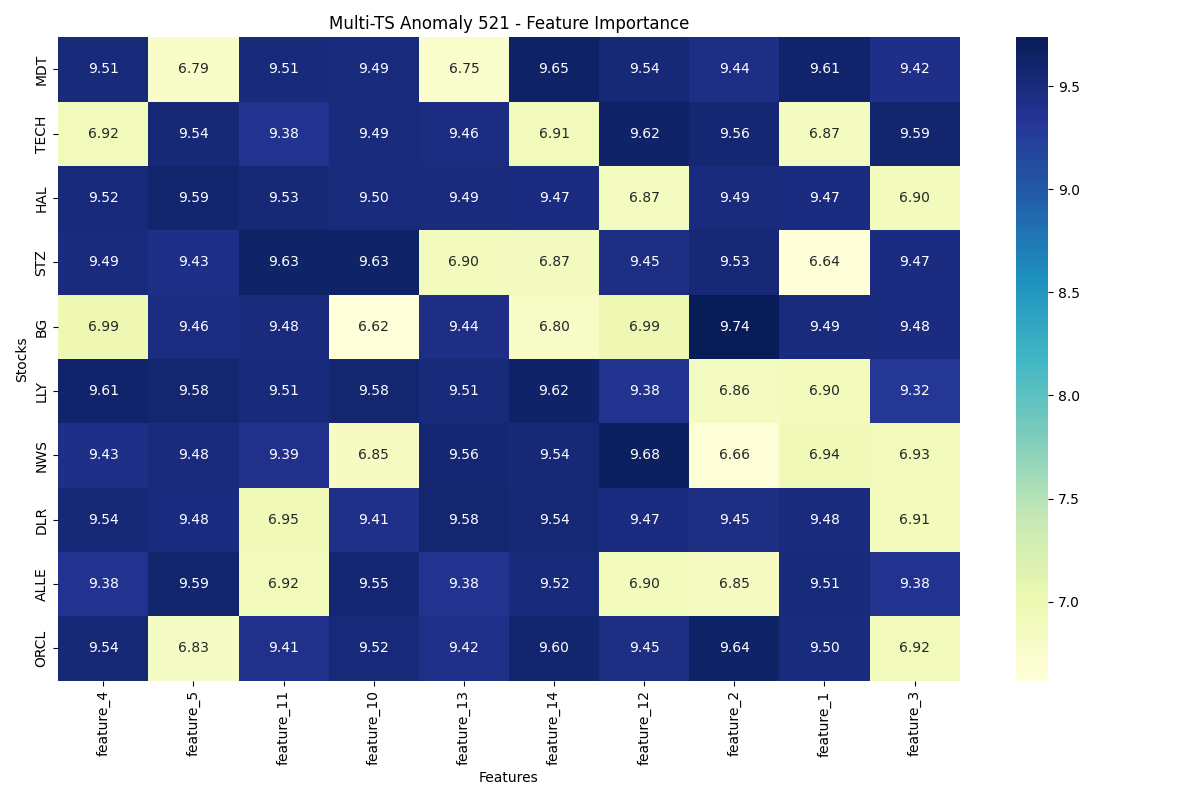 Multi-TS Anomaly 521 - Feature Importance
Stocks
MDT 9.51 6.79 9.51 9.49 6.75 9.65 9.54 9.44 9.61 9.42
TECH 6.92 9.54 9.38 9.49 9.46 6.91 9.62 9.56 6.87 9.59
HAL 9.52 9.59 9.53 9.50 9.49 9.47 6.87 9.49 9.47 6.90
STZ 9.49 9.43 9.63 9.63 6.90 6.87 9.45 9.53 6.64 9.47
BG 6.99 9.46 9.48 6.62 9.44 6.80 6.99 9.74 9.49 9.48
LLY 9.61 9.58 9.51 9.58 9.51 9.62 9.38 6.86 6.90 9.32
NWS 9.43 9.48 9.39 6.85 9.56 9.54 9.68 6.66 6.94 6.93
DLR 9.54 9.48 6.95 9.41 9.58 9.54 9.47 9.45 9.48 6.91
ALLE 9.38 9.59 6.92 9.55 9.38 9.52 6.90 6.85 9.51 9.38
ORCL 9.54 6.83 9.41 9.52 9.42 9.60 9.45 9.64 9.50 6.92
feature_4 feature_5 feature_11 feature_10 feature_13 feature_14 feature_12 feature_2 feature_1 feature_3
Features
9.5
9.0
8.5
8.0
7.5
7.0